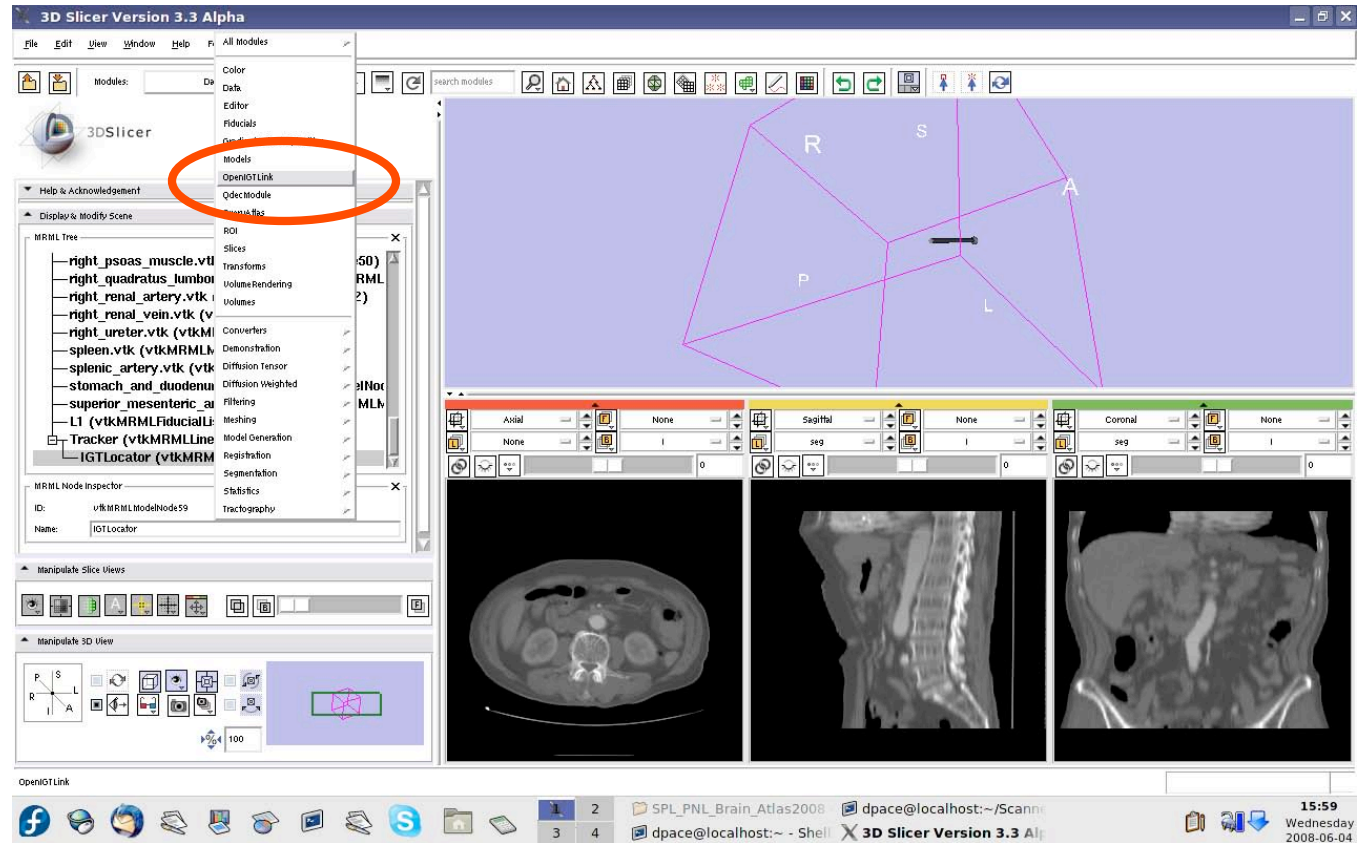 3D Slicer Version 3.3 Alpha
File Edit View Window Help
All Modules
Color
Data
Editor
Fiducials
Models
OpenIGTLink
QdecModule
ROI
Slices
Transforms
VolumeRendering
Volumes
Converters
Demonstration
Diffusion Tensor
Diffusion Weighted
Filtering
Meshing
Model Generation
Registration
Segmentation
Statistics
Tractography
Modules:
search modules
3DSlicer
Help & Acknowledgement
Display & Modify Scene
MRML Tree
right_psoas_muscle.vtk
right_renal_artery.vtk
right_renal_vein.vtk (v
right_ureter.vtk (vtkMI
spleen.vtk (vtkMRMLM
splenic_artery.vtk (vtk
stomach_and_duodenu
superior_mesenteric_a
L1 (vtkMRMLFiducialLi
Tracker (vtkMRMLLine
IGTLocator (vtkMRM
MRML Node Inspector
ID: vtkMRMLModelNode59
Name: IGTLocator
Manipulate Slice Views
Manipulate 3D View
P S
R L
I A
100
R S A
P L
Axial None
None I
0
Sagittal None
seg I
0
Coronal None
seg I
0
OpenIGTLink
1 2
3 4
SPL_PNL_Brain_Atlas2008
dpace@localhost:~/Scann
dpace@localhost:~ - Shell
3D Slicer Version 3.3 Al
15:59
Wednesday
2008-06-04